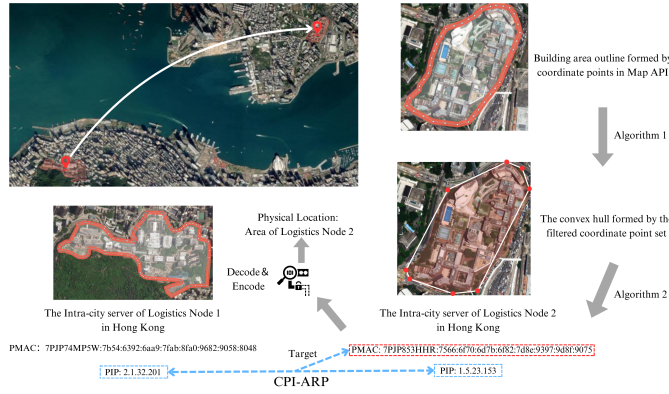 Building area outline formed by
coordinate points in Map API
Algorithm 1
The convex hull formed by the
filtered coordinate point set
Algorithm 2
Physical Location:
Area of Logistics Node 2
Decode &
Encode
The Intra-city server of Logistics Node 1
in Hong Kong
The Intra-city server of Logistics Node 2
in Hong Kong
PMAC: 7PJP74MP5W:7b54:6392:6aa9:7fab:8fa0:9682:9058:8048
Target
PMAC: 7PJP833HHR:7566:6f70:6d7b:6f82:7d8c:9397:9d8f:9075
PIP: 2.1.32.201
CPI-ARP
PIP: 1.5.23.153